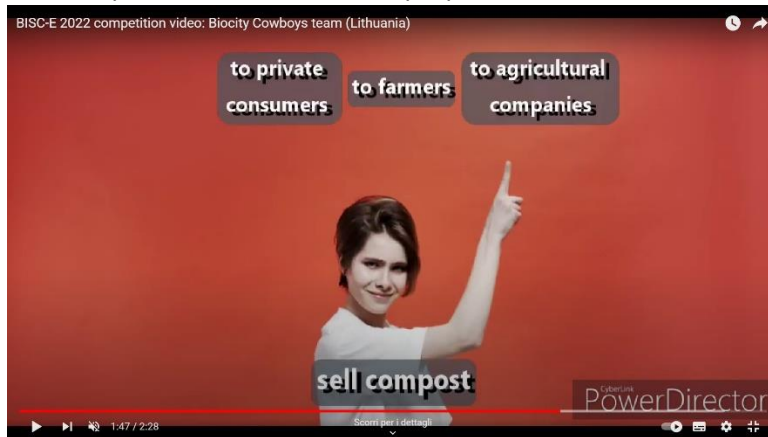 BISC-E 2022 competition video: Biocity Cowboys team (Lithuania)
to private
consumers
to farmers
to agricultural
companies
sell compost
CyberLink
PowerDirector
1:47 / 2:28
Scorri per i dettagli